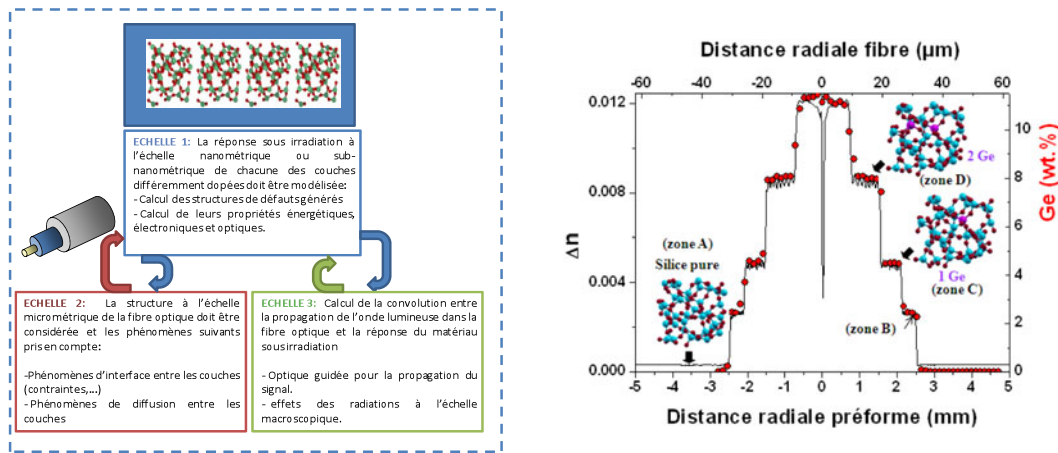 ECHELLE 1: La réponse sous irradiation à
l'échelle nanométrique ou sub-
nanométrique de chacune des couches
différemment dopées doit être modélisée:
- Calcul des structures de défauts générés
- Calcul de leurs propriétés énergétiques,
électroniques et optiques.
ECHELLE 2: La structure à l'échelle
micrométrique de la fibre optique doit être
considérée et les phénomènes suivants
pris en compte:
-Phénomènes d'interface entre les couches
(contraintes,...)
- Phénomènes de diffusion entre les
couches
ECHELLE 3: Calcul de la convolution entre
la propagation de l'onde lumineuse dans la
fibre optique et la réponse du matériau
sous irradiation
- Optique guidée pour la propagation du
signal.
- effets des radiations à l'échelle
macroscopique.
Distance radiale fibre (µm)
-60 -40 -20 0 20 40 60
0.012
0.008
0.004
0.000
Δn
10
8
6
4
2
0
Ge (wt.%)
2 Ge
(zone D)
1 Ge
(zone C)
(zone A)
Silice pure
(zone B)
-5 -4 -3 -2 -1 0 1 2 3 4 5
Distance radiale préforme (mm)